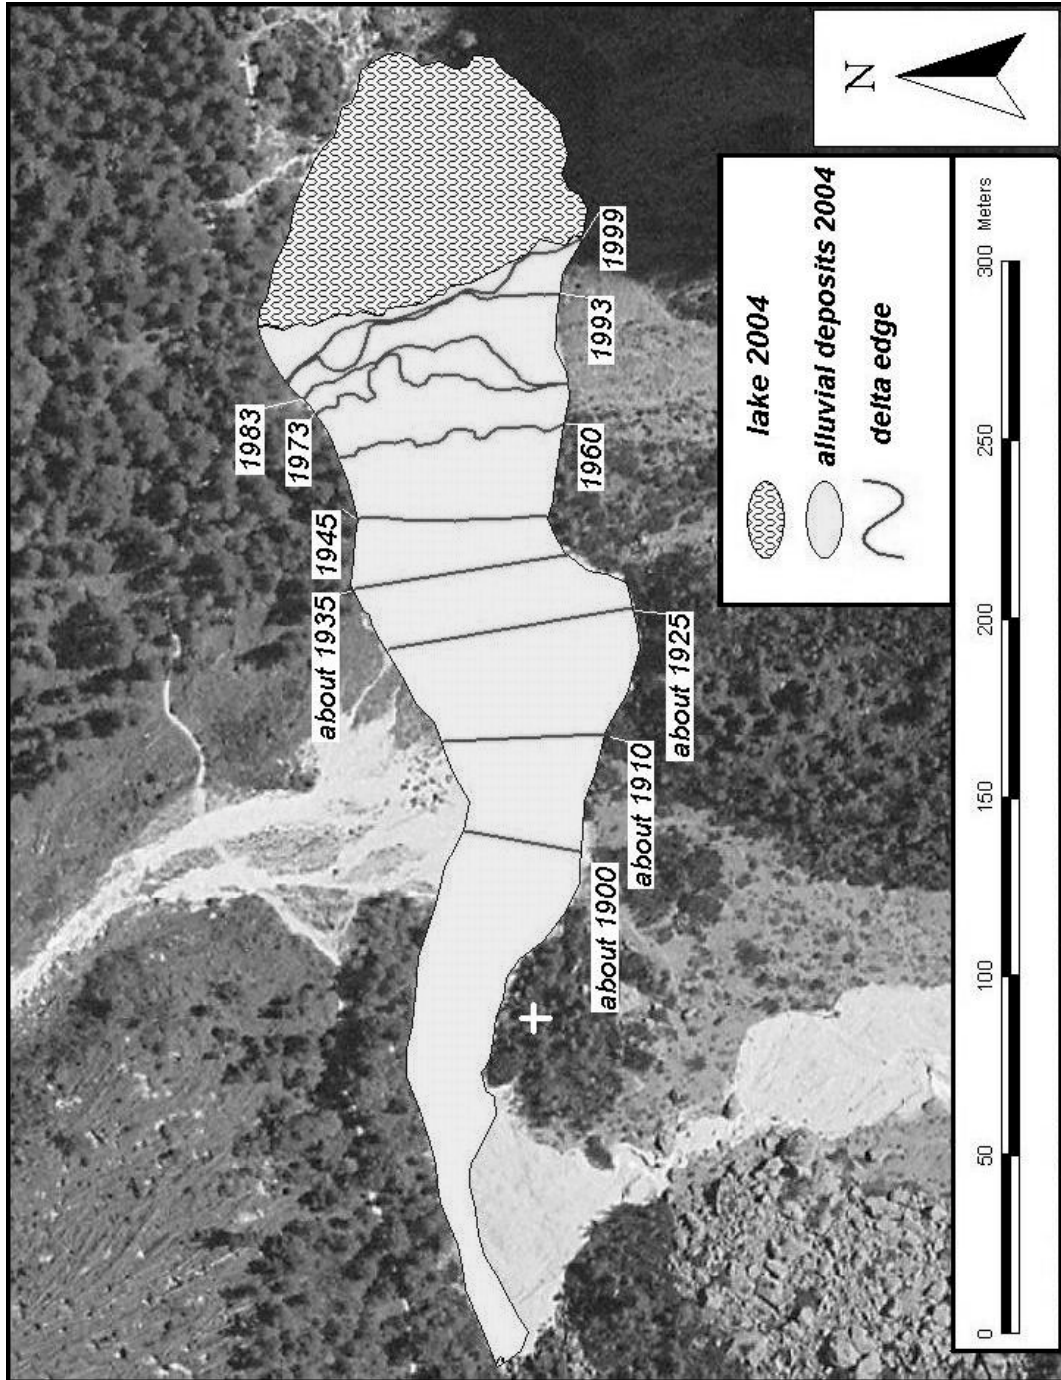 N
1983
1973
1945
about 1935
1999
1993
1960
about 1925
about 1910
about 1900
lake 2004
alluvial deposits 2004
delta edge
0 50 100 150 200 250 300 Meters